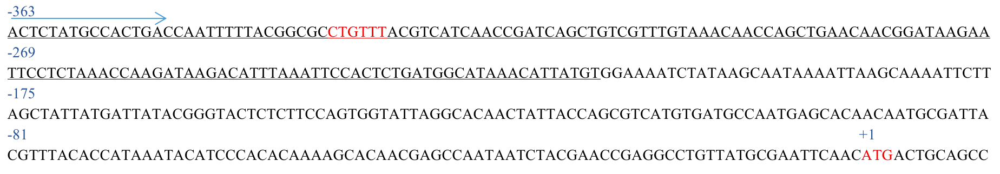 -363
ACTCTATGCCACTGACCAATTTTTACGGCGCCTGTTTACGTCATCAACCGATCAGCTGTCGTTTGTAAACAACCAGCTGAACAACGGATAAGAA
-269
TTCCTCTAAACCAAGATAAGACATTTAAATTCCACTCTGATGGCATAAACATTATGTGGAAAATCTATAAGCAATAAAATTAAGCAAAATTCTT
-175
AGCTATTATGATTATACGGGTACTCTCTTCCAGTGGTATTAGGCACAACTATTACCAGCGTCATGTGATGCCAATGAGCACAACAATGCGATTA
-81 +1
CGTTTACACCATAAATACATCCCACACAAAAGCACAACGAGCCAATAATCTACGAACCGAGGCCTGTTATGCGAATTCAACATGACTGCAGCC